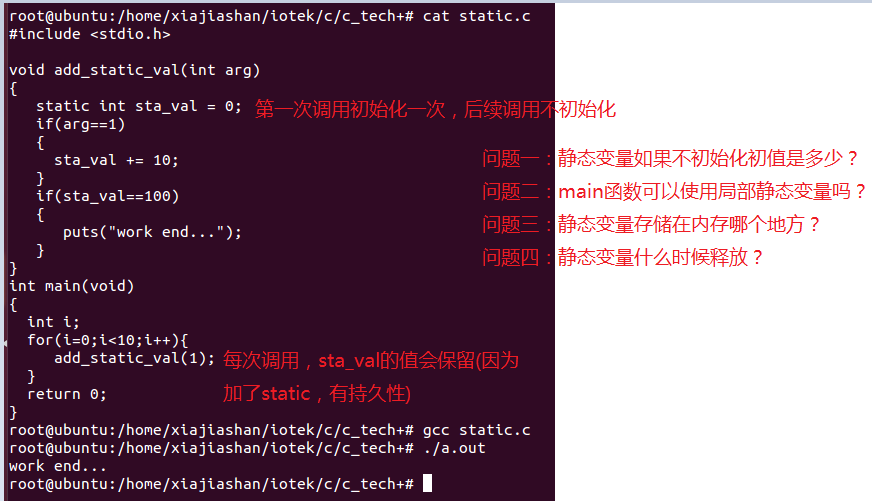 root@ubuntu:/home/xiajiashan/iotek/c/c_tech+# cat static.c
#include <stdio.h>
void add_static_val(int arg)
{
static int sta_val = 0; 第一次调用初始化一次，后续调用不初始化
if(arg==1)
{
问题一：静态变量如果不初始化初值是多少？
sta_val += 10;
}
问题二：main函数可以使用局部静态变量吗？
if(sta_val==100)
{
问题三：静态变量存储在内存哪个地方？
puts("work end...");
}
问题四：静态变量什么时候释放？
}
int main(void)
{
int i;
for(i=0;i<10;i++){
add_static_val(1); 每次调用，sta_val的值会保留(因为
}
加了static，有持久性)
return 0;
}
root@ubuntu:/home/xiajiashan/iotek/c/c_tech+# gcc static.c
root@ubuntu:/home/xiajiashan/iotek/c/c_tech+# ./a.out
work end...
root@ubuntu:/home/xiajiashan/iotek/c/c_tech+#